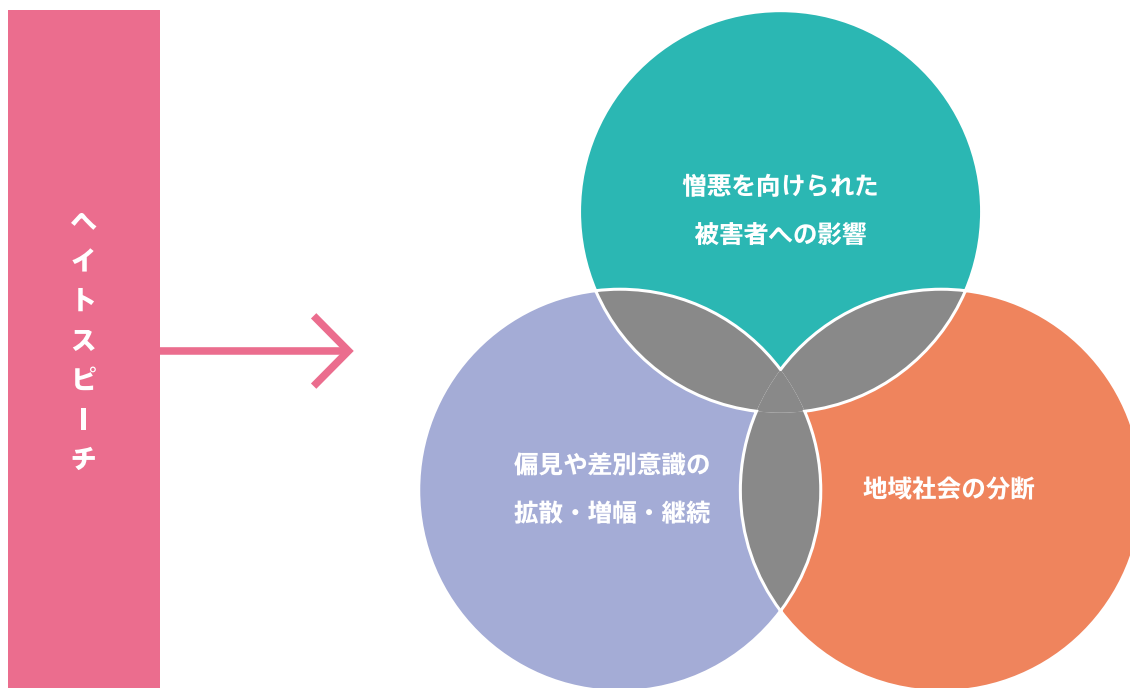 ヘイトスピーチ
憎悪を向けられた
被害者への影響
偏見や差別意識の
拡散・増幅・継続
地域社会の分断